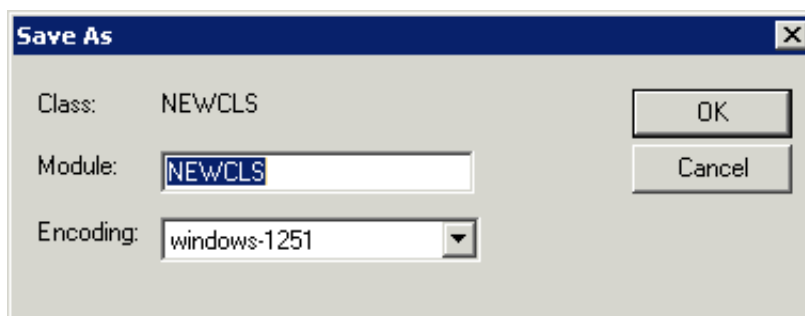 Save As
Class: NEWCLS
OK
Module: NEWCLS
Cancel
Encoding: windows-1251